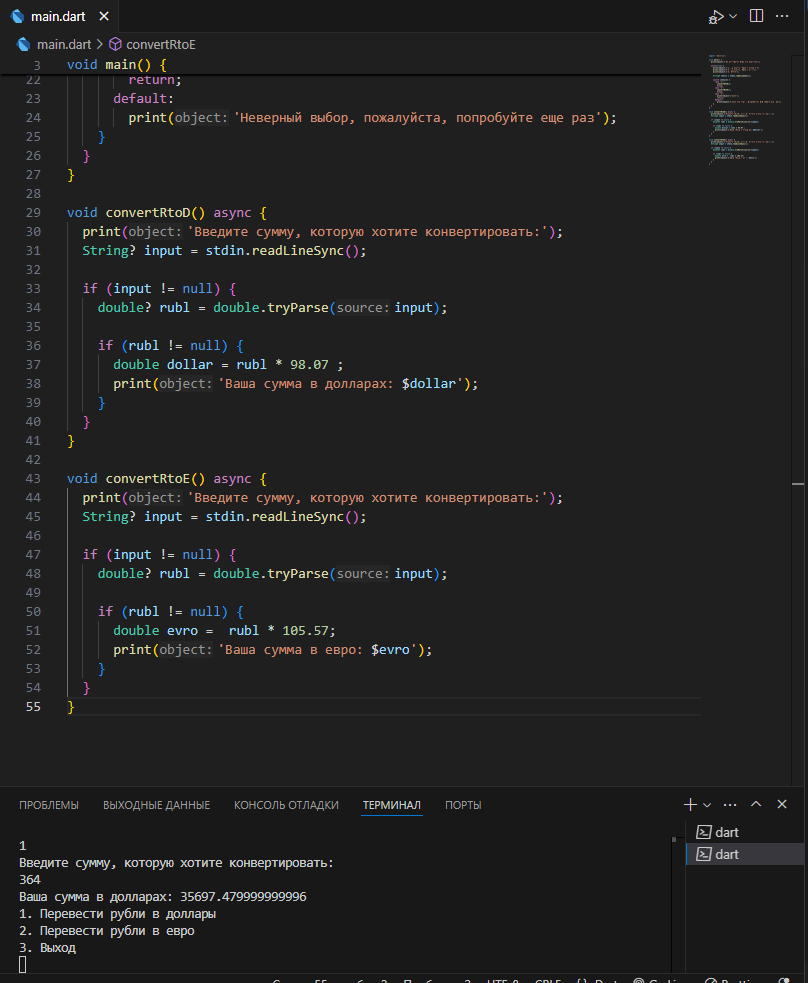 main.dart
main.dart > convertRtoE
3 void main() {
22 return;
23 default:
24 print(object: 'Неверный выбор, пожалуйста, попробуйте еще раз');
25 }
26 }
27 }
28
29 void convertRtoD() async {
30 print(object: 'Введите сумму, которую хотите конвертировать:');
31 String? input = stdin.readLineSync();
32
33 if (input != null) {
34 double? rubl = double.tryParse(source: input);
35
36 if (rubl != null) {
37 double dollar = rubl * 98.07 ;
38 print(object: 'Ваша сумма в долларах: $dollar');
39 }
40 }
41 }
42
43 void convertRtoE() async {
44 print(object: 'Введите сумму, которую хотите конвертировать:');
45 String? input = stdin.readLineSync();
46
47 if (input != null) {
48 double? rubl = double.tryParse(source: input);
49
50 if (rubl != null) {
51 double evro =  rubl * 105.57;
52 print(object: 'Ваша сумма в евро: $evro');
53 }
54 }
55 }
ПРОБЛЕМЫ ВЫХОДНЫЕ ДАННЫЕ КОНСОЛЬ ОТЛАДКИ ТЕРМИНАЛ ПОРТЫ
1
Введите сумму, которую хотите конвертировать:
364
Ваша сумма в долларах: 35697.479999999996
1. Перевести рубли в доллары
2. Перевести рубли в евро
3. Выход
dart
dart